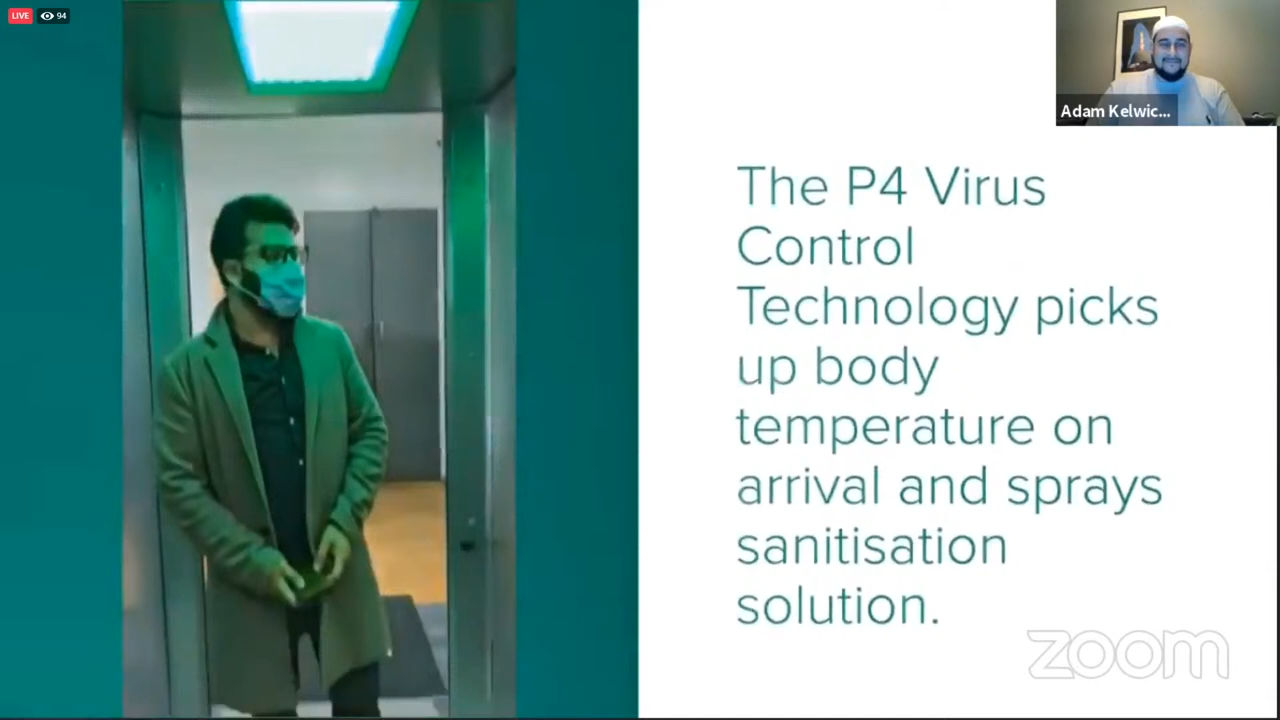 LIVE
94
Adam Kelwic...
The P4 Virus
Control
Technology picks
up body
temperature on
arrival and sprays
sanitisation
solution.
zoom